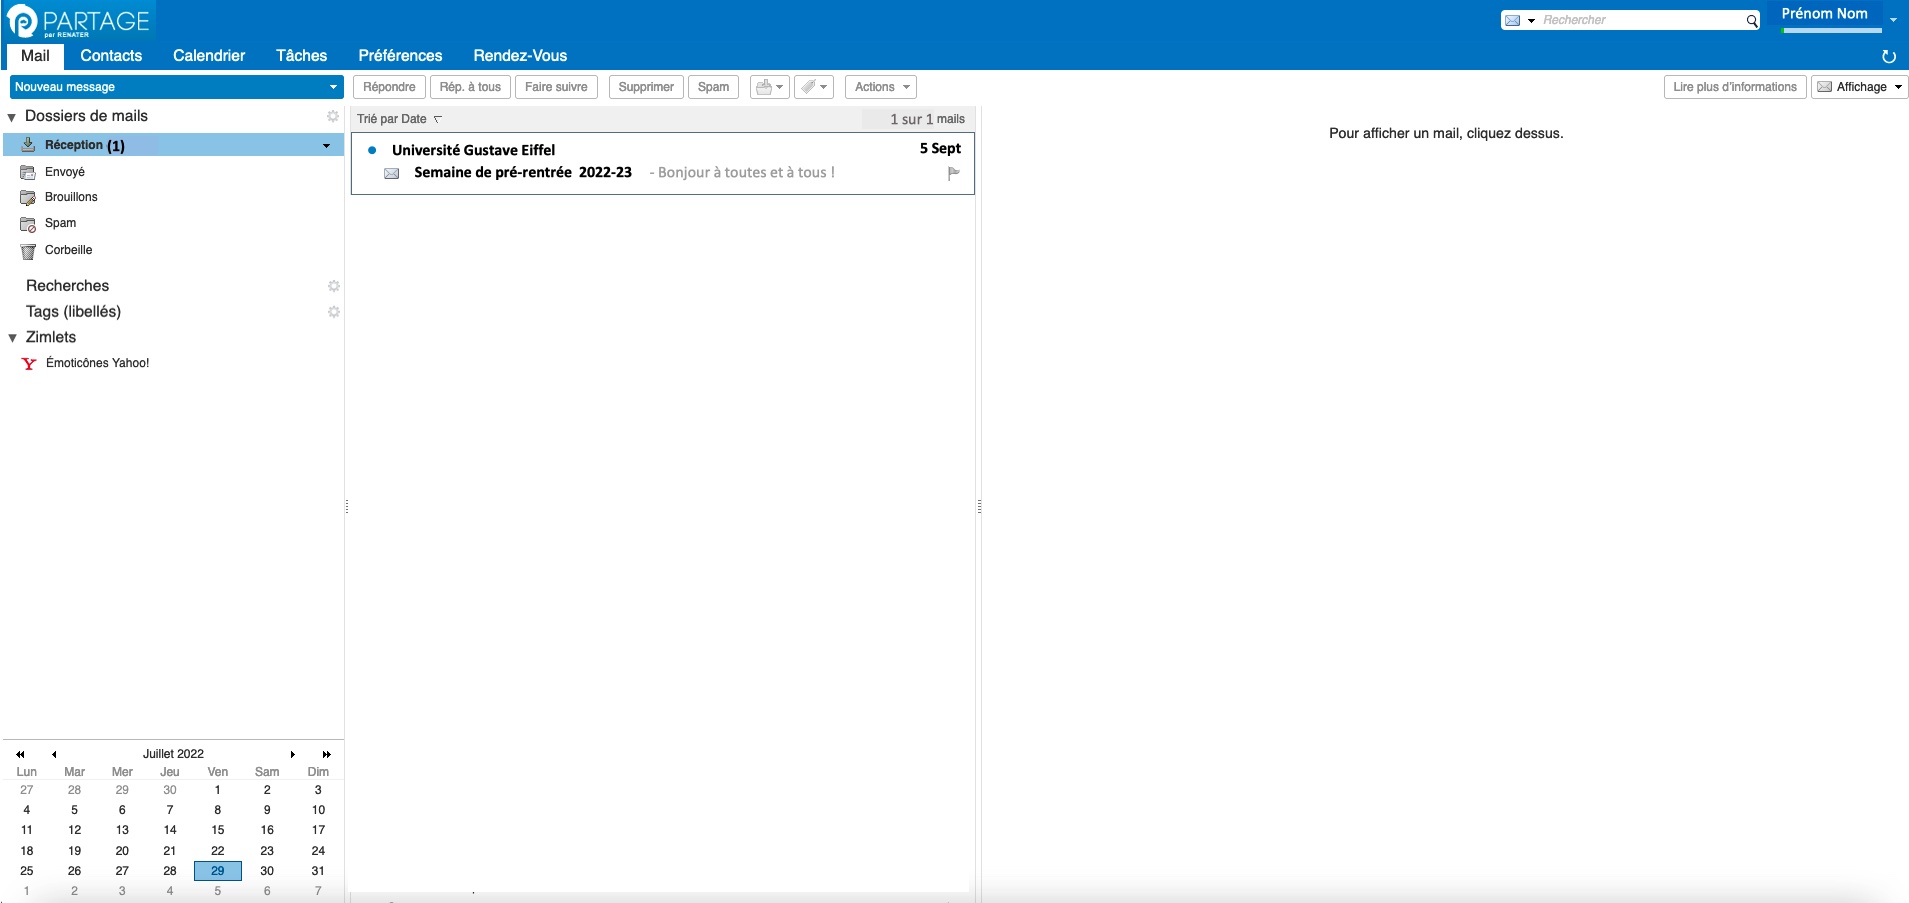 PARTAGE
par RENATER
Rechercher
Prénom Nom
Mail Contacts Calendrier Tâches Préférences Rendez-Vous
Nouveau message
Répondre Rép. à tous Faire suivre Supprimer Spam Actions
Lire plus d'informations Affichage
Dossiers de mails
Réception (1)
Envoyé
Brouillons
Spam
Corbeille
Recherches
Tags (libellés)
Zimlets
Émoticônes Yahoo!
Trié par Date 1 sur 1 mails
Université Gustave Eiffel 5 Sept
Semaine de pré-rentrée 2022-23 - Bonjour à toutes et à tous !
Pour afficher un mail, cliquez dessus.
Juillet 2022
Lun Mar Mer Jeu Ven Sam Dim
27 28 29 30 1 2 3
4 5 6 7 8 9 10
11 12 13 14 15 16 17
18 19 20 21 22 23 24
25 26 27 28 29 30 31
1 2 3 4 5 6 7